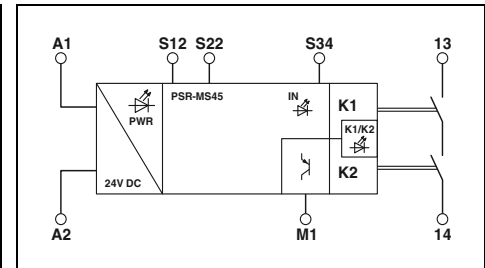 A1 S12 S22 S34 13
PSR-MS45 IN K1
PWR K1/K2
K2
24V DC
A2 M1 14